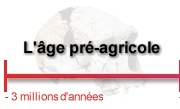 L'âge pré-agricole
- 3 millions d'années